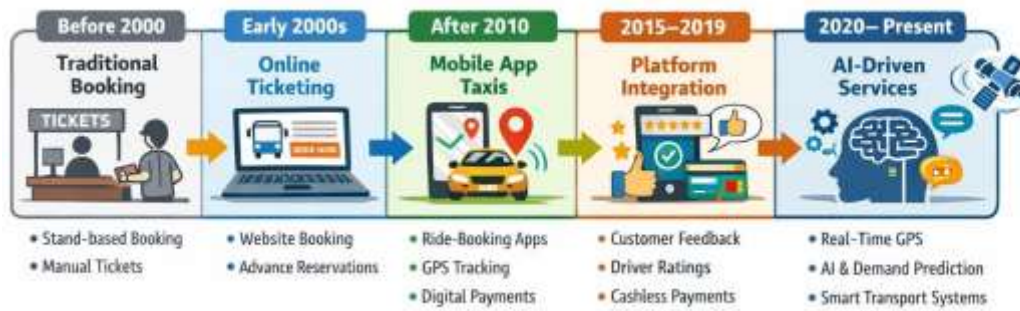 Before 2000
Early 2000s
After 2010
2015–2019
2020–Present
Traditional
Booking
Online
Ticketing
Mobile App
Taxis
Platform
Integration
AI-Driven
Services
TICKETS
BOOK NOW
• Stand-based Booking
• Manual Tickets
• Website Booking
• Advance Reservations
• Ride-Booking Apps
• GPS Tracking
• Digital Payments
• Customer Feedback
• Driver Ratings
• Cashless Payments
• Real-Time GPS
• AI & Demand Prediction
• Smart Transport Systems